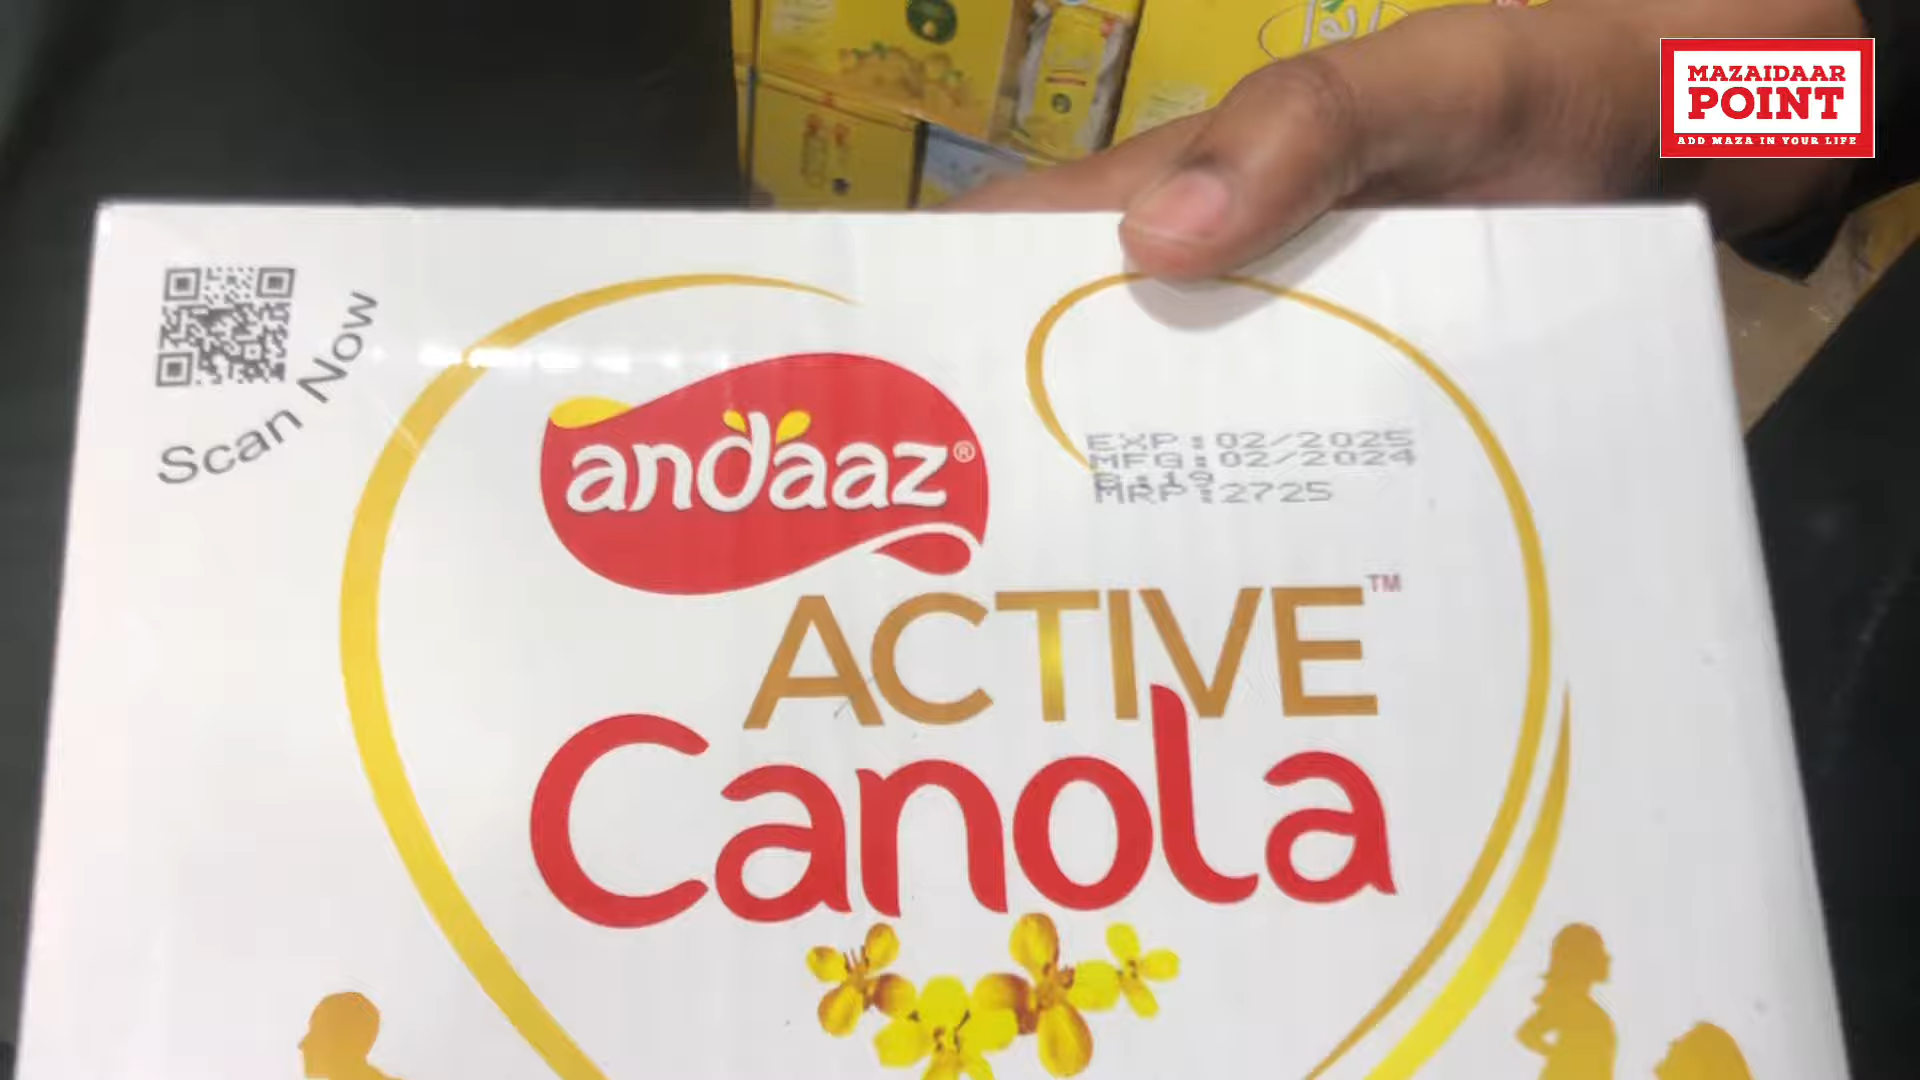 MAZAIDAAR
POINT
ADD MAZA IN YOUR LIFE
Scan Now
andaaz®
EXP:02/2025
MFG:02/2024
B:19
MRP:2725
ACTIVE™
Canola